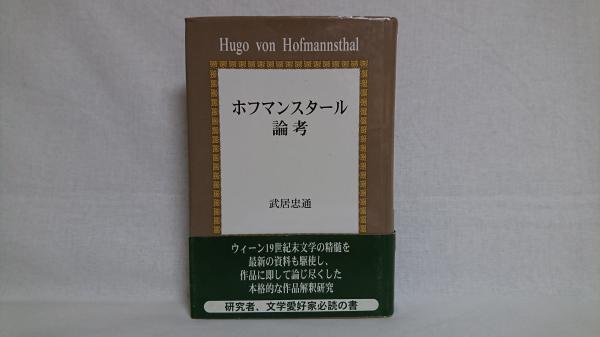 Hugo von Hofmannsthal
ホフマンスタール
論考
武居忠通
ウィーン19世紀末文学の精髄を
最新の資料も駆使し、
作品に即して論じ尽くした
本格的な作品解釈研究
研究者、文学愛好家必読の書